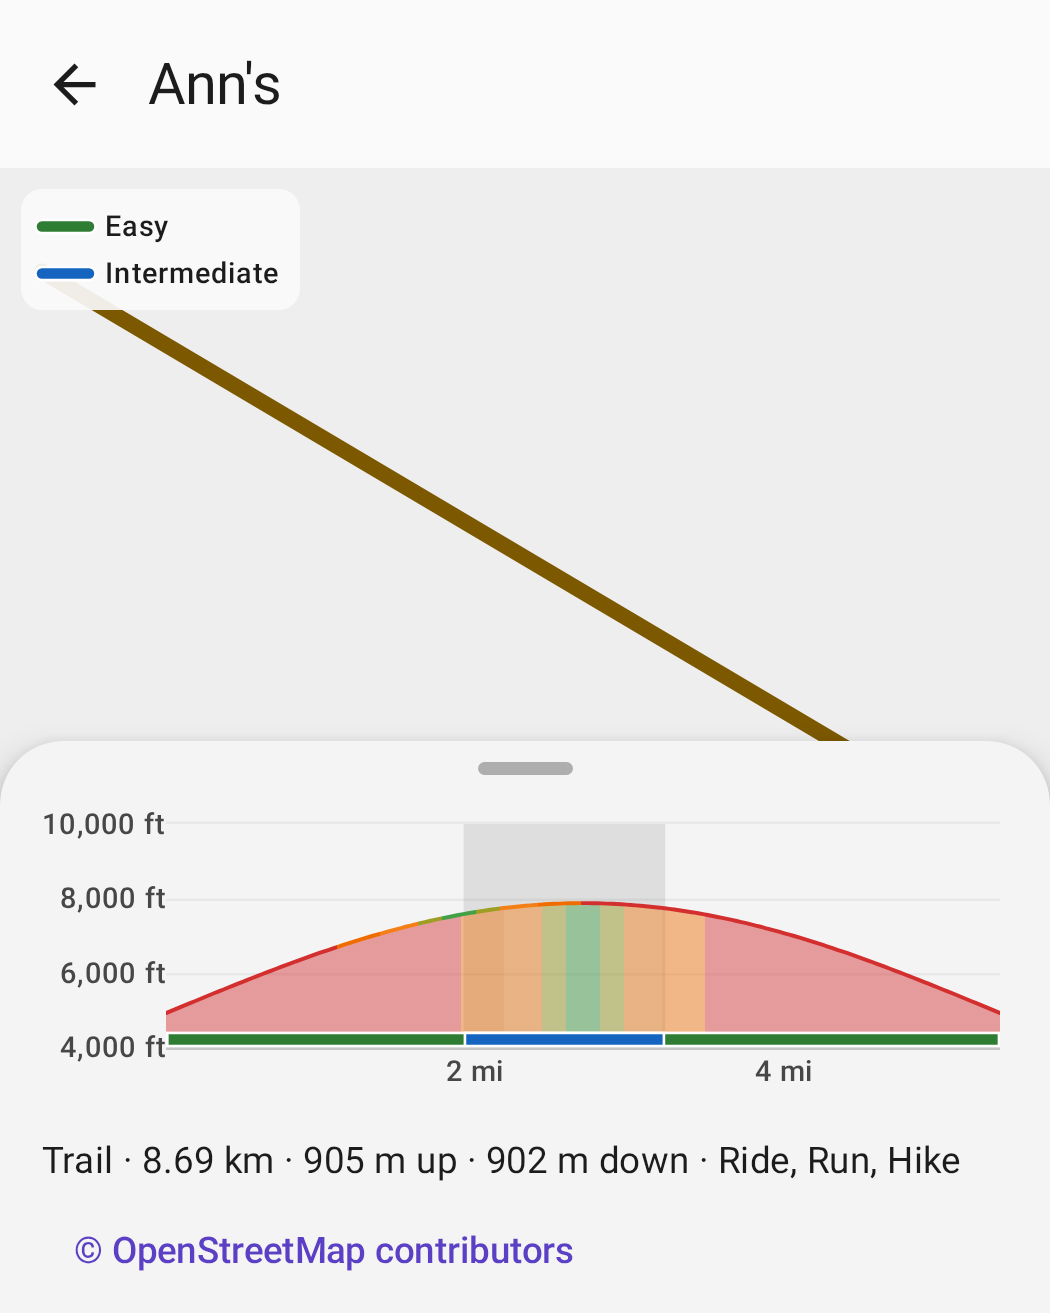 Ann's
Easy
Intermediate
10,000 ft
8,000 ft
6,000 ft
4,000 ft
2 mi
4 mi
Trail · 8.69 km · 905 m up · 902 m down · Ride, Run, Hike
© OpenStreetMap contributors